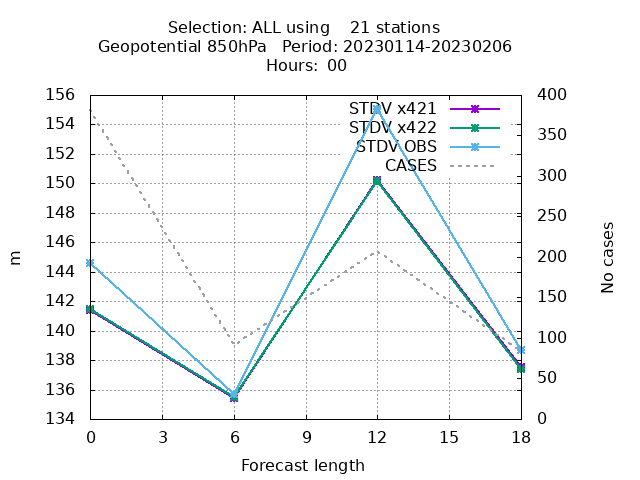 Selection: ALL using    21 stations
Geopotential 850hPa   Period: 20230114-20230206
Hours:  00
156
154
152
150
148
146
144
142
140
138
136
134
m
STDV x421
STDV x422
STDV OBS
CASES
400
350
300
250
200
150
100
50
0
No cases
0 3 6 9 12 15 18
Forecast length